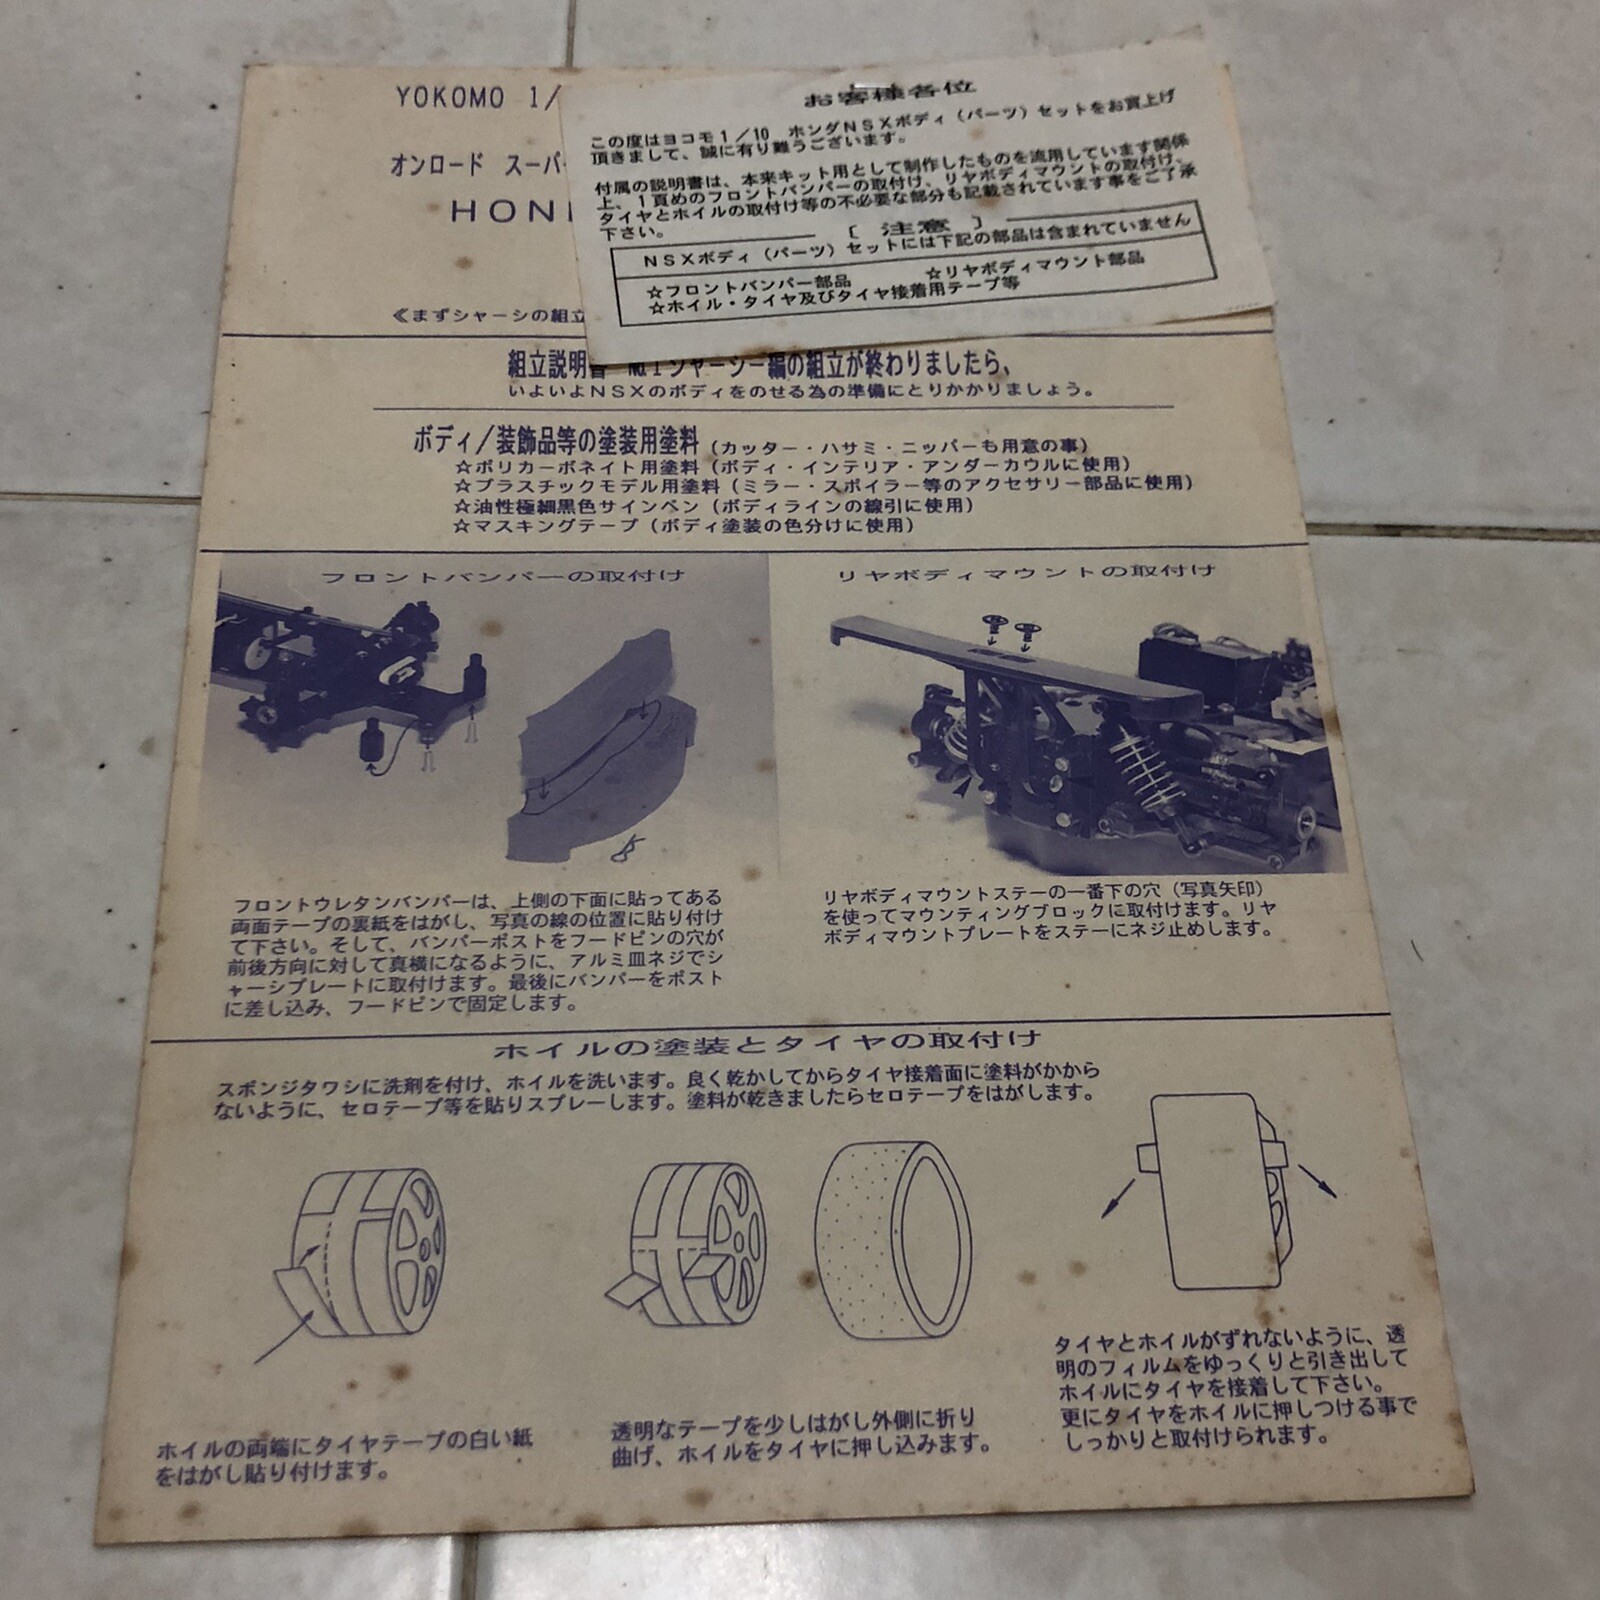 YOKOMO 1/
オンロード スーパ
HON
≪まずシャーシの組立
お客様各位
この度はヨコモ1/10 ホンダNSXボディ(パーツ)セットをお買上げ
頂きまして、誠に有り難うございます。
付属の説明書は、本来キット用として制作したものを流用しています関係
上、1頁めのフロントバンパーの取付け、リヤボディマウントの取付け、
タイヤとホイルの取付け等の不必要な部分も記載されています事をご了承
下さい。
〔 注意 〕
NSXボディ(パーツ)セットには下記の部品は含まれていません
☆フロントバンパー部品 ☆リヤボディマウント部品
☆ホイル・タイヤ及びタイヤ接着用テープ等
組立説明書 №1シャーシー編の組立が終わりましたら、
いよいよNSXのボディをのせる為の準備にとりかかりましょう。
ボディ/装飾品等の塗装用塗料(カッター・ハサミ・ニッパーも用意の事)
☆ポリカーボネイト用塗料(ボディ・インテリア・アンダーカウルに使用)
☆プラスチックモデル用塗料(ミラー・スポイラー等のアクセサリー部品に使用)
☆油性極細黒色サインペン(ボディラインの線引に使用)
☆マスキングテープ(ボディ塗装の色分けに使用)
フロントバンパーの取付け
フロントウレタンバンパーは、上側の下面に貼ってある
両面テープの裏紙をはがし、写真の線の位置に貼り付け
て下さい。そして、バンパーポストをフードピンの穴が
前後方向に対して真横になるように、アルミ皿ネジでシ
ャーシプレートに取付けます。最後にバンパーをポスト
に差し込み、フードピンで固定します。
リヤボディマウントの取付け
リヤボディマウントステーの一番下の穴(写真矢印)
を使ってマウンティングブロックに取付けます。リヤ
ボディマウントプレートをステーにネジ止めします。
ホイルの塗装とタイヤの取付け
スポンジタワシに洗剤を付け、ホイルを洗います。良く乾かしてからタイヤ接着面に塗料がかから
ないように、セロテープ等を貼りスプレーします。塗料が乾きましたらセロテープをはがします。
ホイルの両端にタイヤテープの白い紙
をはがし貼り付けます。
透明なテープを少しはがし外側に折り
曲げ、ホイルをタイヤに押し込みます。
タイヤとホイルがずれないように、透
明のフィルムをゆっくりと引き出して
ホイルにタイヤを接着して下さい。
更にタイヤをホイルに押しつける事で
しっかりと取付けられます。